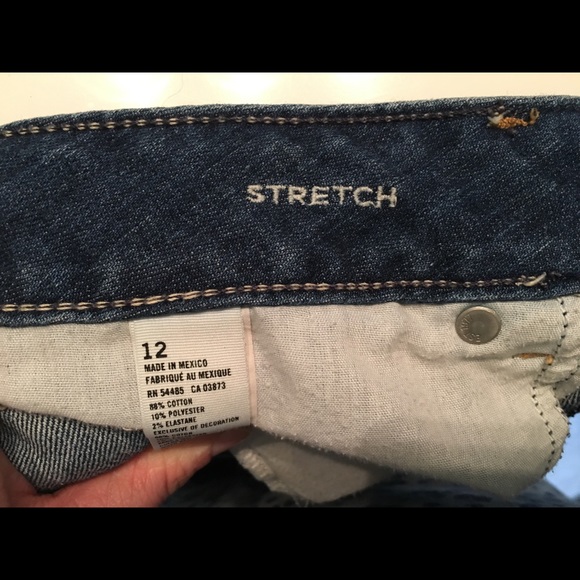 STRETCH
12
MADE IN MEXICO
FABRIQUÉ AU MEXIQUE
RN 54485 CA 03873
88% COTTON
10% POLYESTER
2% ELASTANE
EXCLUSIVE OF DECORATION